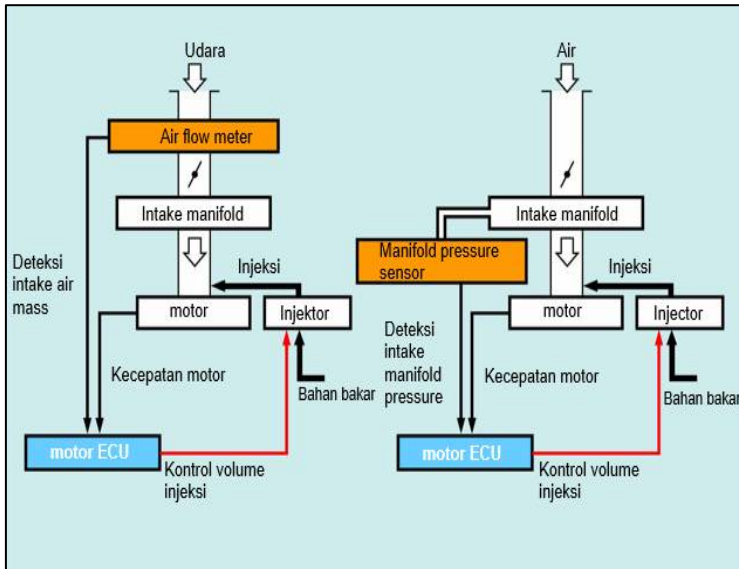 Udara
Air flow meter
Intake manifold
Deteksi
intake air
mass
Injeksi
motor
Injektor
Kecepatan motor
Bahan bakar
motor ECU
Kontrol volume
injeksi
Air
Intake manifold
Manifold pressure
sensor
Injeksi
motor
Injector
Deteksi
intake
manifold
pressure
Kecepatan motor
Bahan bakar
motor ECU
Kontrol volume
injeksi